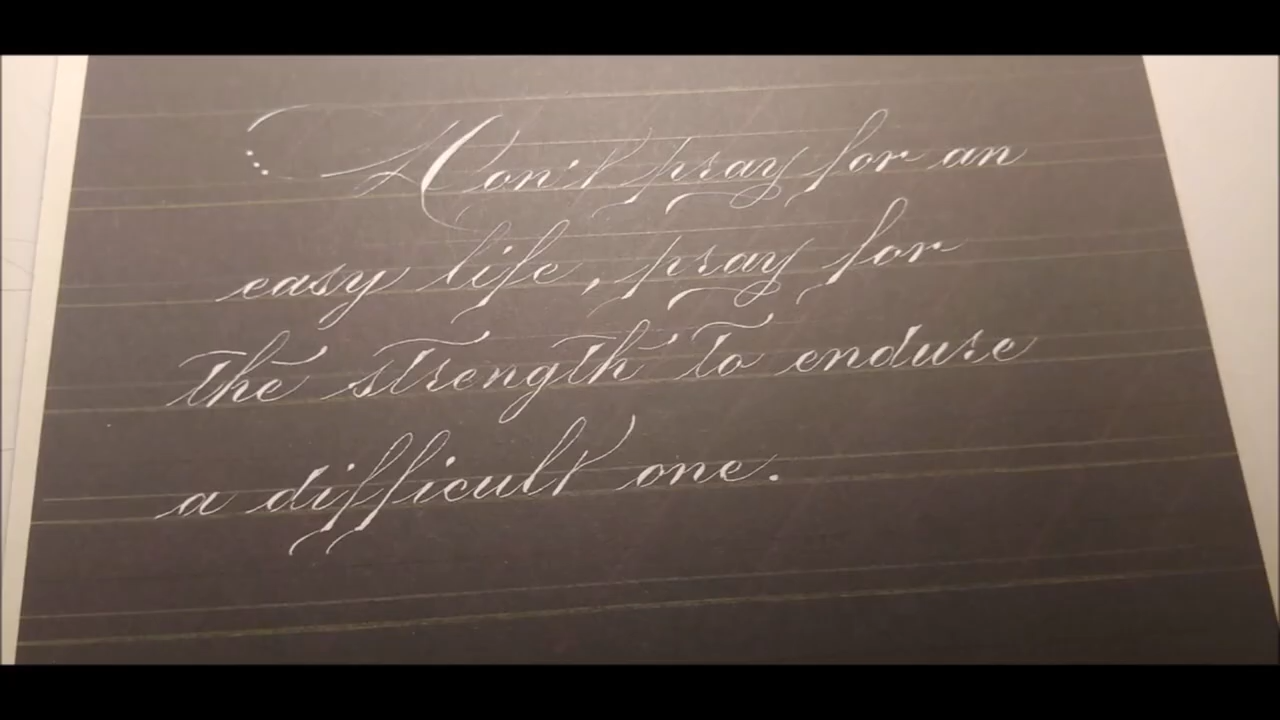 Don't pray for an
easy life, pray for
the strength to endure
a difficult one.